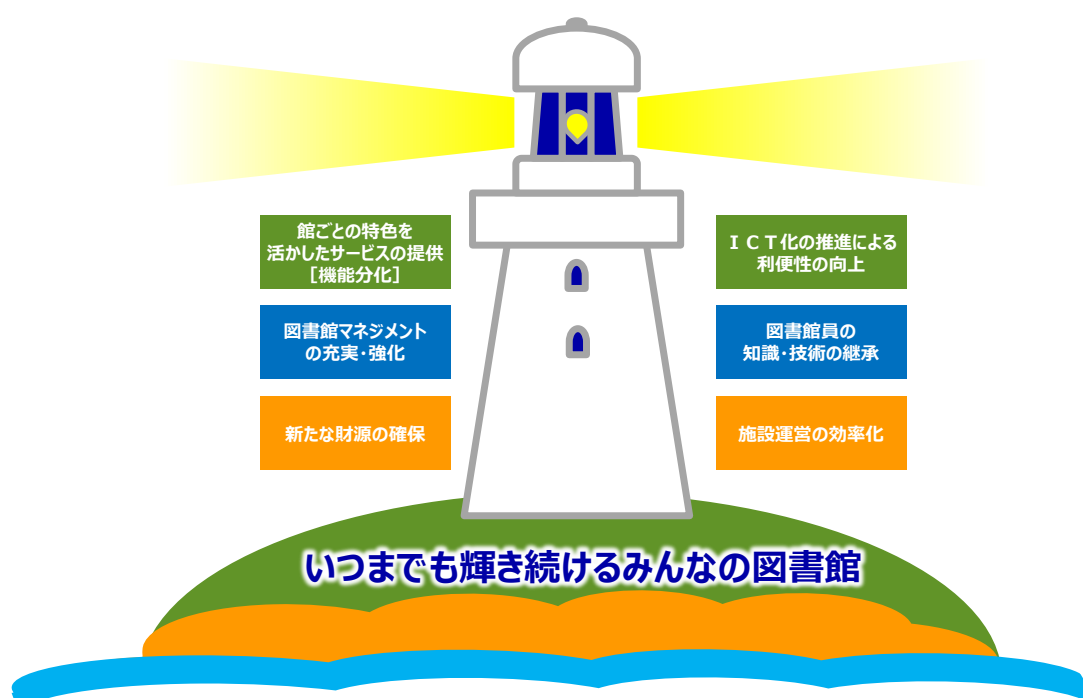 館ごとの特色を
活かしたサービスの提供
［機能分化］
ＩＣＴ化の推進による
利便性の向上
図書館マネジメント
の充実・強化
図書館員の
知識・技術の継承
新たな財源の確保
施設運営の効率化
いつまでも輝き続けるみんなの図書館